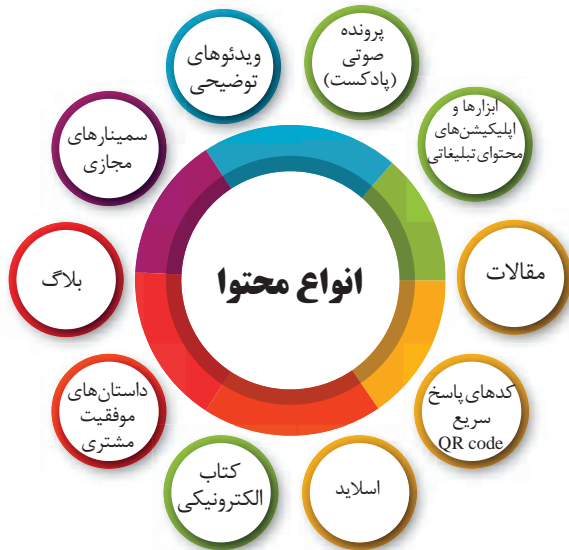 انواع محتوا
پرونده
صوتی
(پادکست)
ابزارها و
اپلیکیشن‌های
محتوای تبلیغاتی
مقالات
کدهای پاسخ
سریع
QR code
اسلاید
کتاب
الکترونیکی
داستان‌های
موفقیت
مشتری
بلاگ
سمینارهای
مجازی
ویدئوهای
توضیحی